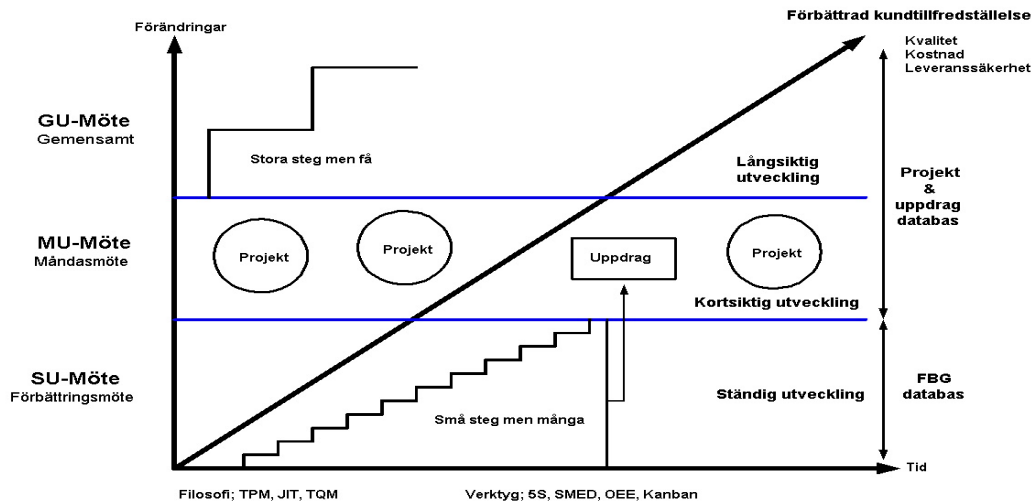 Förändringar
Förbättrad kundtillfredställelse
Kvalitet
Kostnad
Leveranssäkerhet
GU-Möte
Gemensamt
Stora steg men få
Långsiktig
utveckling
Projekt
&
uppdrag
databas
MU-Möte
Måndasmöte
Projekt
Projekt
Uppdrag
Projekt
Kortsiktig utveckling
SU-Möte
Förbättringsmöte
Små steg men många
Ständig utveckling
FBG
databas
Tid
Filosofi; TPM, JIT, TQM
Verktyg; 5S, SMED, OEE, Kanban